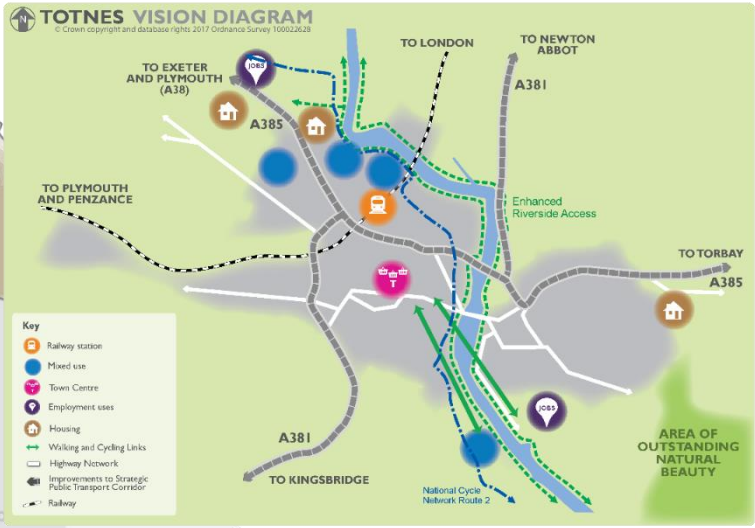 N
TOTNES VISION DIAGRAM
© Crown copyright and database rights 2017 Ordnance Survey 100022628
TO LONDON
TO NEWTON
ABBOT
TO EXETER
AND PLYMOUTH
(A38)
JOBS
A381
A385
TO PLYMOUTH
AND PENZANCE
Enhanced
Riverside Access
TO TORBAY
A385
T
Key
Railway station
Mixed use
T
Town Centre
Employment uses
Housing
Walking and Cycling Links
Highway Network
Improvements to Strategic
Public Transport Corridor
Railway
JOBS
A381
TO KINGSBRIDGE
National Cycle
Network Route 2
AREA OF
OUTSTANDING
NATURAL
BEAUTY